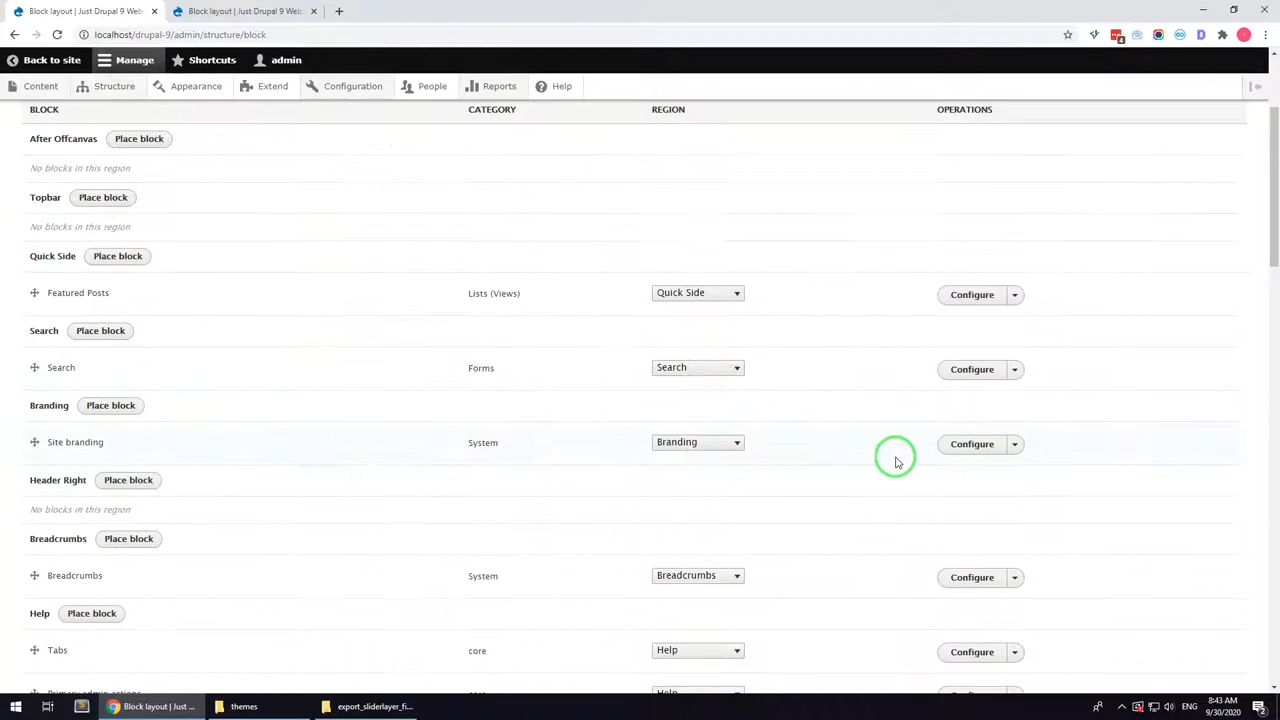 Block layout | Just Drupal 9 Web
Block layout | Just Drupal 9 Web
localhost/drupal-9/admin/structure/block
Back to site Manage Shortcuts admin
Content Structure Appearance Extend Configuration People Reports Help
BLOCK CATEGORY REGION OPERATIONS
After Offcanvas Place block
No blocks in this region
Topbar Place block
No blocks in this region
Quick Side Place block
Featured Posts Lists (Views) Quick Side Configure
Search Place block
Search Forms Search Configure
Branding Place block
Site branding System Branding Configure
Header Right Place block
No blocks in this region
Breadcrumbs Place block
Breadcrumbs System Breadcrumbs Configure
Help Place block
Tabs core Help Configure
Primary admin actions
Block layout | Just ... themes export_sliderlayer_fi... ENG 8:43 AM
9/30/2020